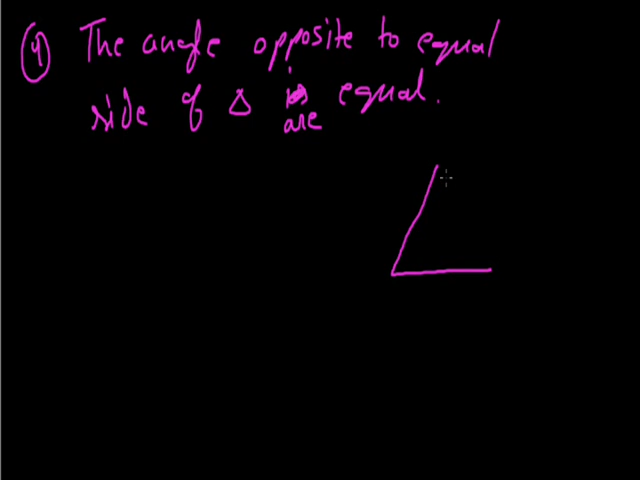 (4) The angle opposite to equal
side of Δ are equal.